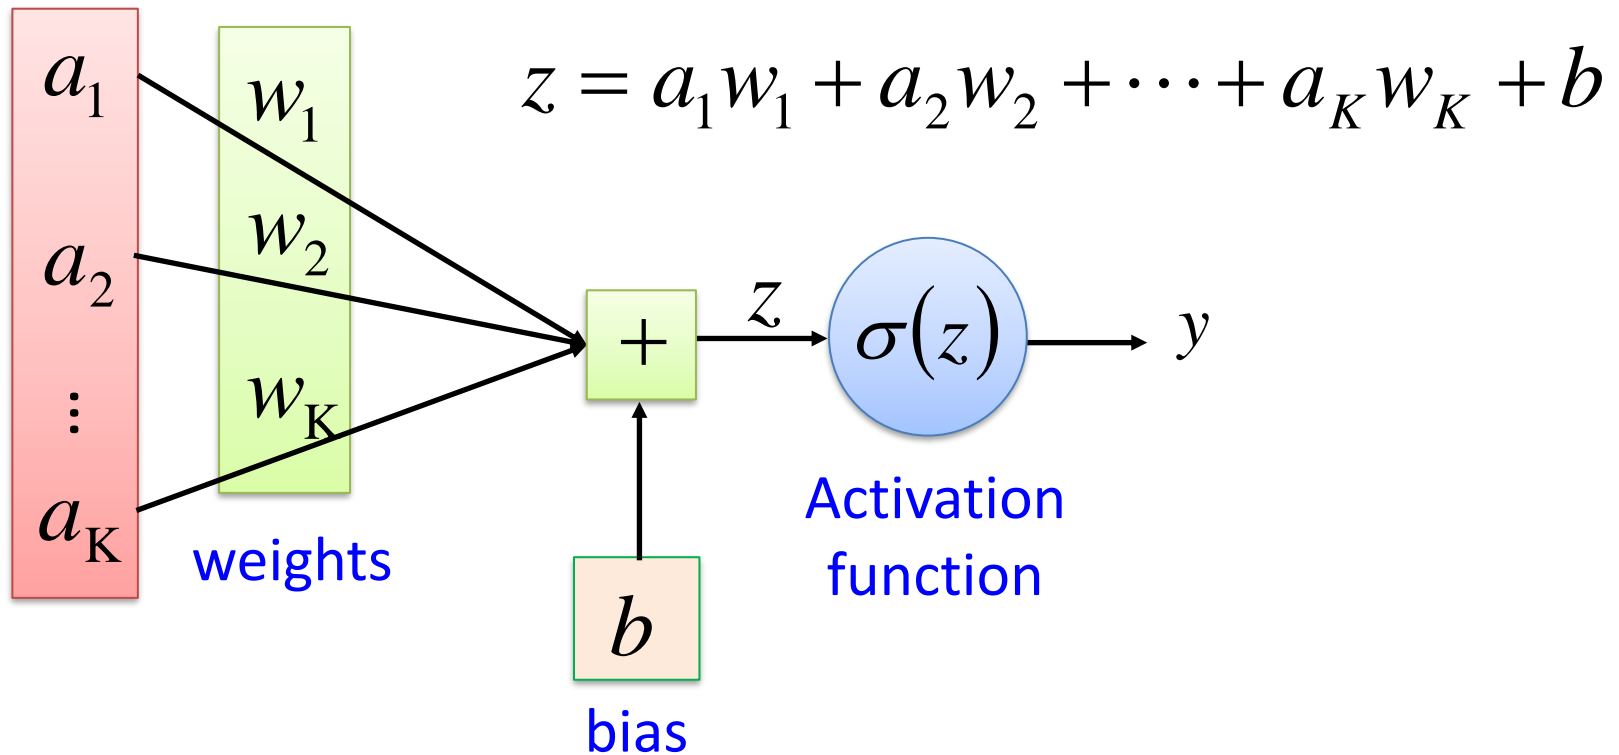 z = a₁w₁ + a₂w₂ + ⋯ + a_K w_K + b
a₁
a₂
⋮
a_K
w₁
w₂
w_K
weights
+
b
bias
z
σ(z)
Activation
function
y